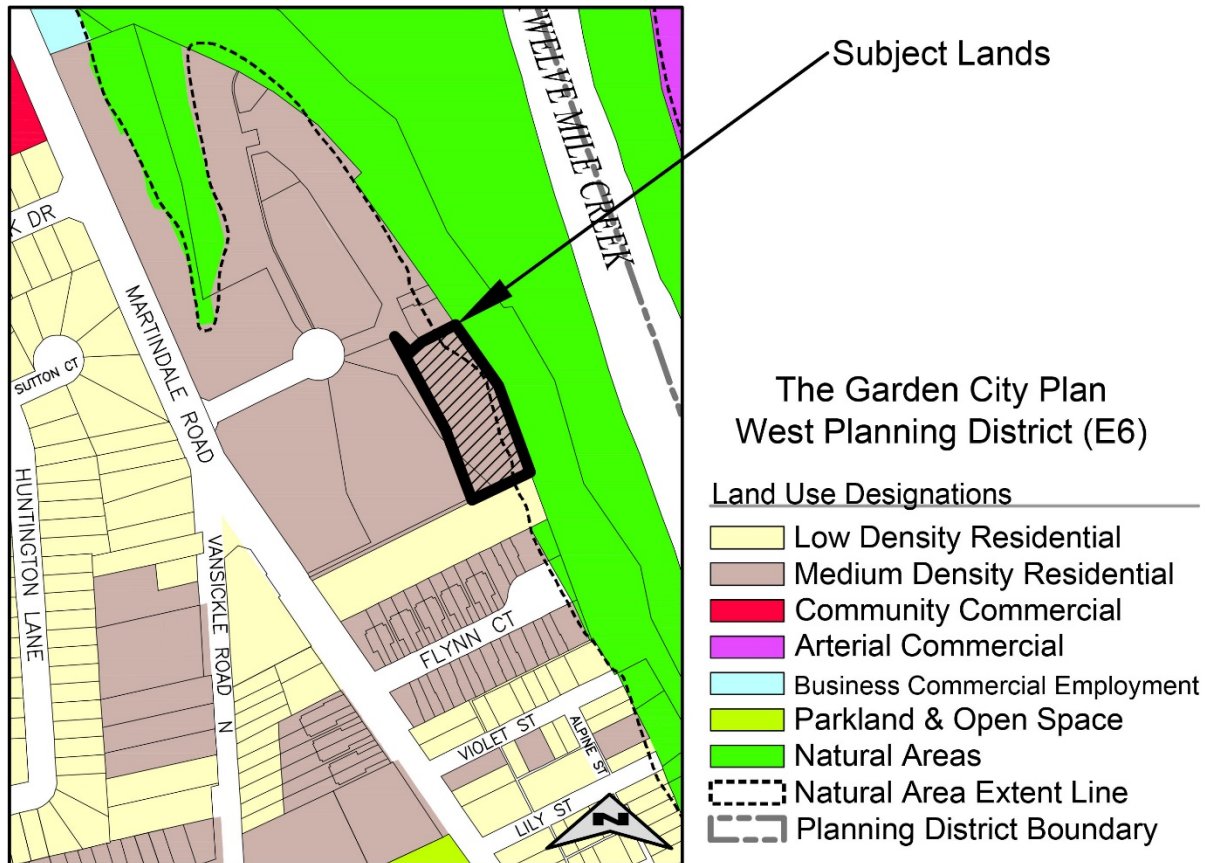 Subject Lands
TWELVE MILE CREEK
K DR
MARTINDALE ROAD
SUTTON CT
HUNTINGTON LANE
VANSICKLE ROAD N
FLYNN CT
VIOLET ST
ALPINE ST
LILY ST
N
The Garden City Plan
West Planning District (E6)
Land Use Designations
Low Density Residential
Medium Density Residential
Community Commercial
Arterial Commercial
Business Commercial Employment
Parkland & Open Space
Natural Areas
Natural Area Extent Line
Planning District Boundary